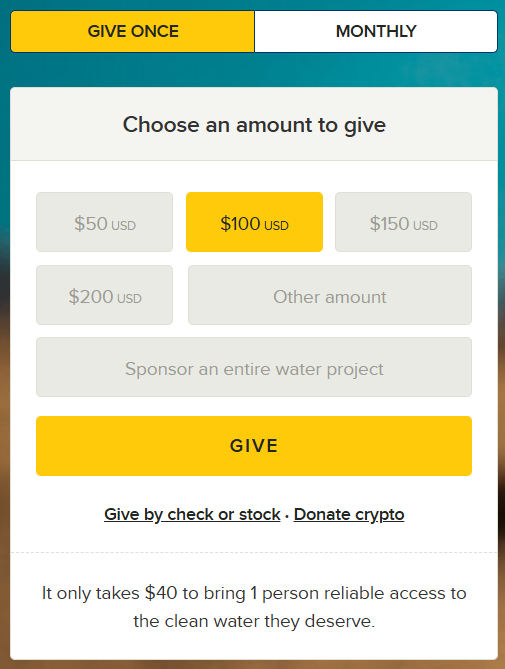 GIVE ONCE
MONTHLY
Choose an amount to give
$50 USD
$100 USD
$150 USD
$200 USD
Other amount
Sponsor an entire water project
GIVE
Give by check or stock · Donate crypto
It only takes $40 to bring 1 person reliable access to
the clean water they deserve.